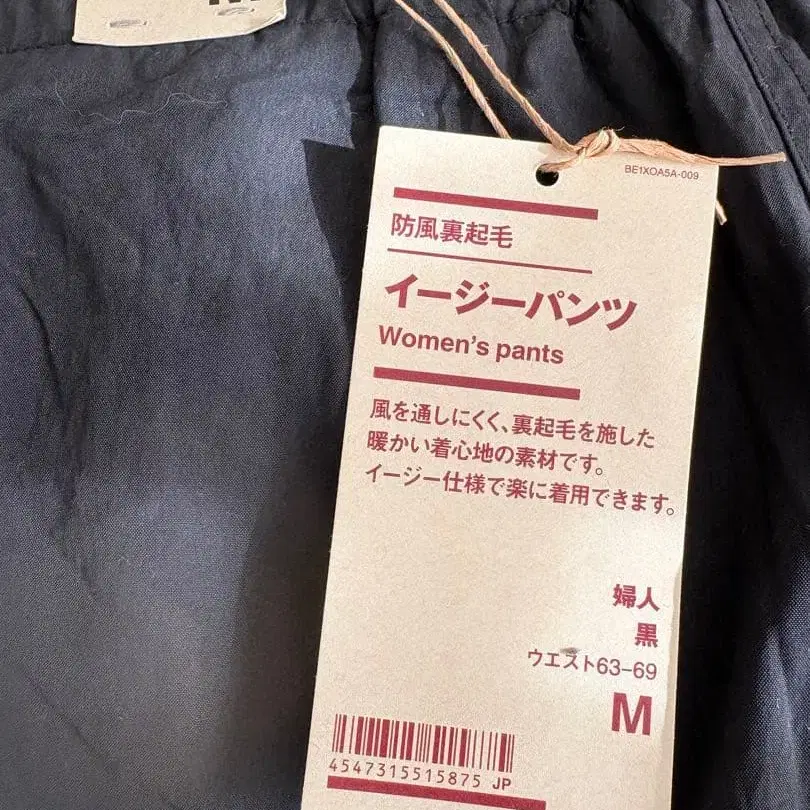 BE1XOA5A-009
防風裏起毛
イージーパンツ
Women's pants
風を通しにくく、裏起毛を施した
暖かい着心地の素材です。
イージー仕様で楽に着用できます。
婦人
黒
ウエスト63-69
M
4547315515875 JP